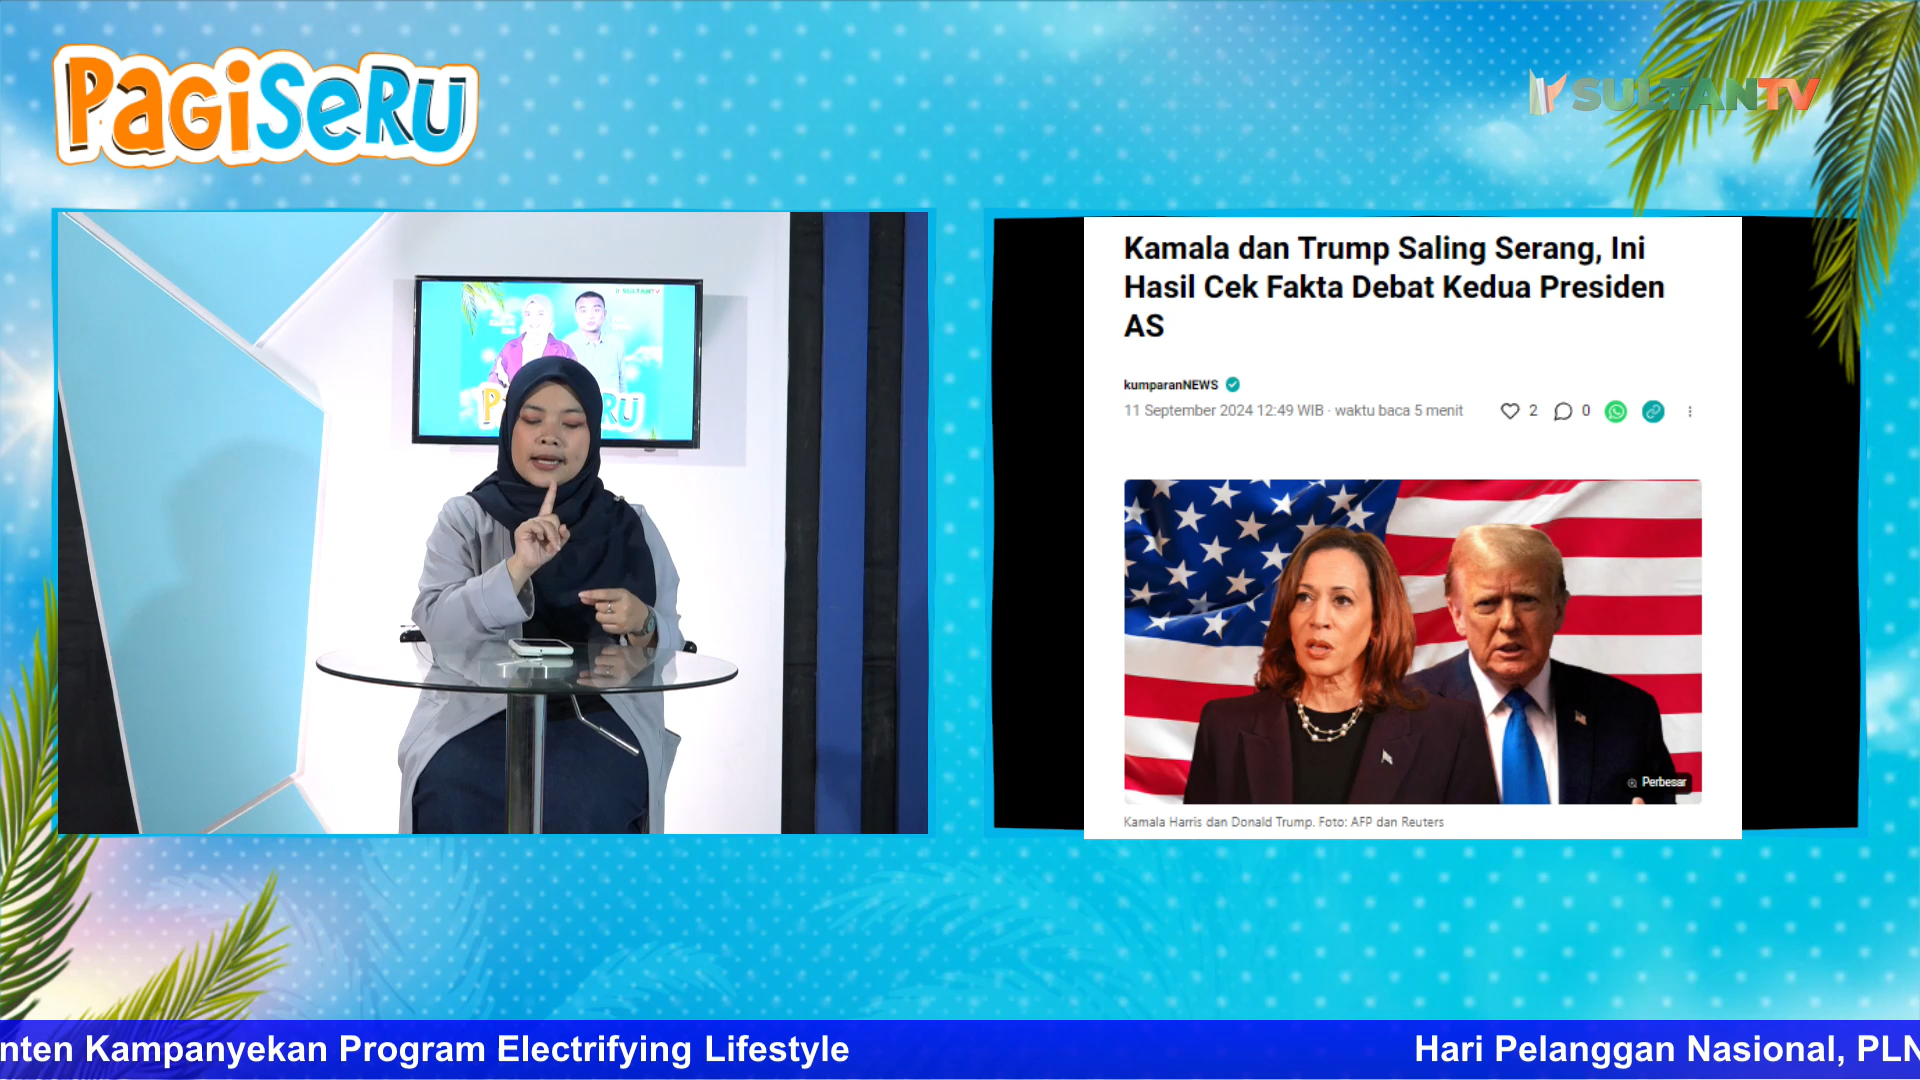 PAGISERU
SULTANTV
SULTANTV
RU
Kamala dan Trump Saling Serang, Ini
Hasil Cek Fakta Debat Kedua Presiden
AS
kumparanNEWS
11 September 2024 12:49 WIB · waktu baca 5 menit
2
0
Perbesar
Kamala Harris dan Donald Trump. Foto: AFP dan Reuters
nten Kampanyekan Program Electrifying Lifestyle
Hari Pelanggan Nasional, PLN